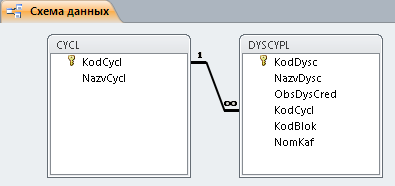 Схема данных
CYCL
KodCycl
NazvCycl
1
∞
DYSCYPL
KodDysc
NazvDysc
ObsDysCred
KodCycl
KodBlok
NomKaf